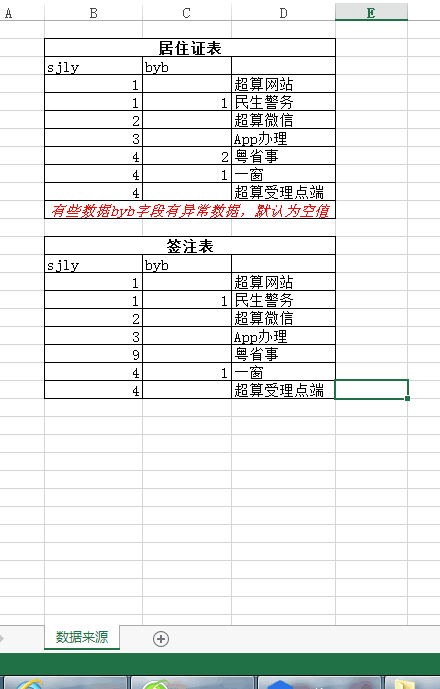 A B C D E
居住证表
sjly byb
1 超算网站
1 1 民生警务
2 超算微信
3 App办理
4 2 粤省事
4 1 一窗
4 超算受理点端
有些数据byb字段有异常数据，默认为空值
签注表
sjly byb
1 超算网站
1 1 民生警务
2 超算微信
3 App办理
9 粤省事
4 1 一窗
4 超算受理点端
数据来源